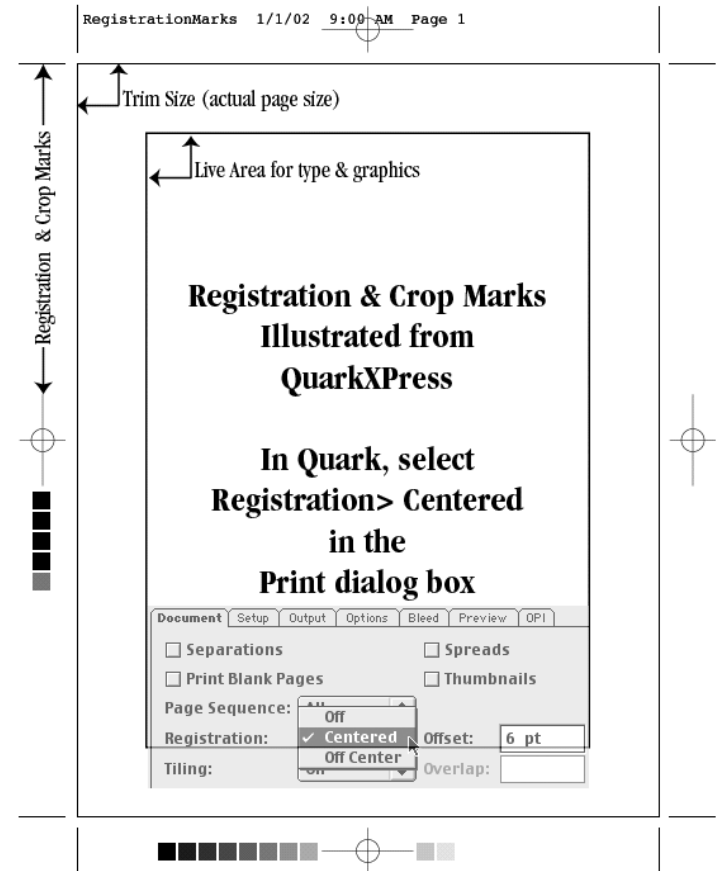 RegistrationMarks 1/1/02 9:00 AM Page 1
Trim Size (actual page size)
Registration & Crop Marks
Live Area for type & graphics
Registration & Crop Marks
Illustrated from
QuarkXPress
In Quark, select
Registration> Centered
in the
Print dialog box
Document Setup Output Options Bleed Preview OPI
Separations Spreads
Print Blank Pages Thumbnails
Page Sequence:
Off
Registration: ✓ Centered Offset: 6 pt
Off Center
Tiling: Overlap: